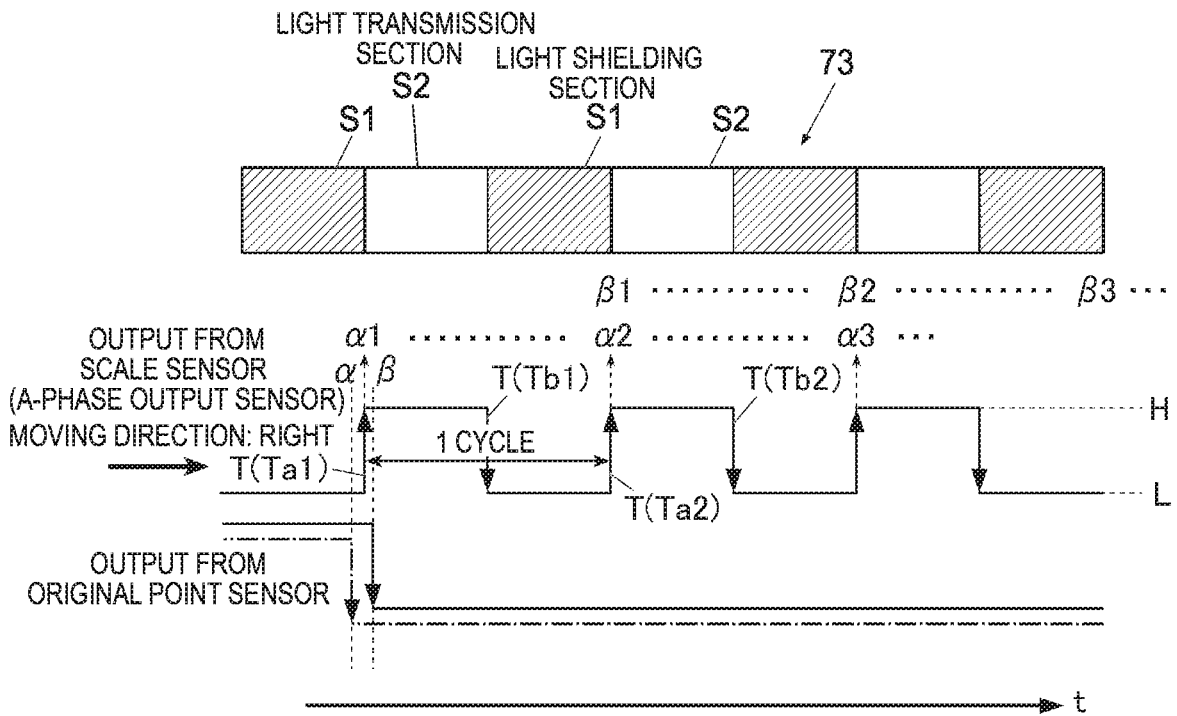 LIGHT TRANSMISSION
SECTION
S2
LIGHT SHIELDING
SECTION
S1
S1
S2
73
β1 β2 β3
α1 α2 α3
OUTPUT FROM
SCALE SENSOR
(A-PHASE OUTPUT SENSOR)
α β
T(Tb1)
T(Tb2)
H
MOVING DIRECTION: RIGHT
1 CYCLE
T(Ta1)
T(Ta2)
L
OUTPUT FROM
ORIGINAL POINT SENSOR
t